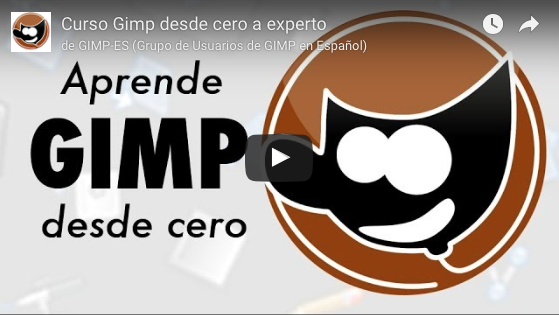 Curso Gimp desde cero a experto
de GIMP-ES (Grupo de Usuarios de GIMP en Español)
Aprende
GIMP
desde cero